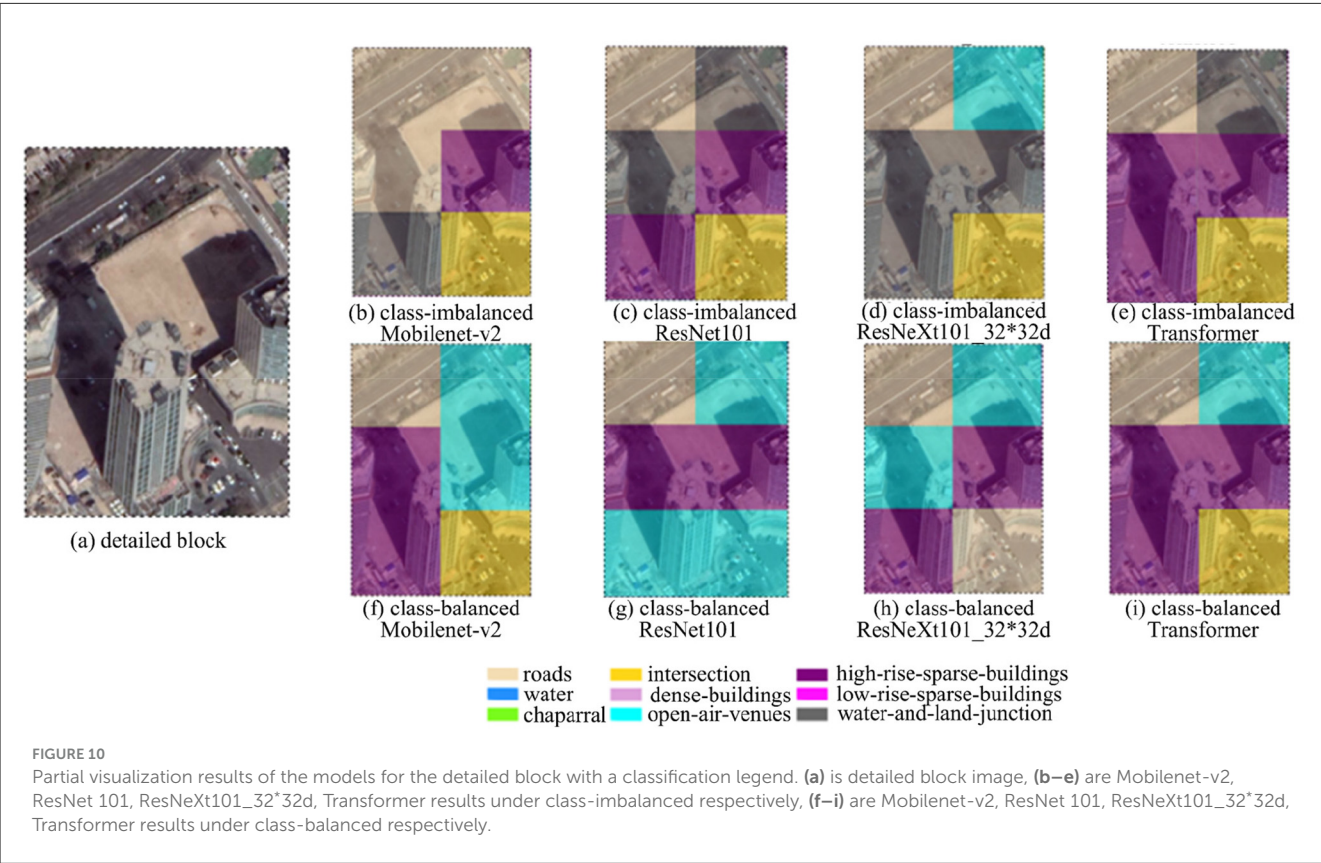 (a) detailed block
(b) class-imbalanced
Mobilenet-v2
(c) class-imbalanced
ResNet101
(d) class-imbalanced
ResNeXt101_32*32d
(e) class-imbalanced
Transformer
(f) class-balanced
Mobilenet-v2
(g) class-balanced
ResNet101
(h) class-balanced
ResNeXt101_32*32d
(i) class-balanced
Transformer
roads
intersection
high-rise-sparse-buildings
water
dense-buildings
low-rise-sparse-buildings
chaparral
open-air-venues
water-and-land-junction
FIGURE 10
Partial visualization results of the models for the detailed block with a classification legend. (a) is detailed block image, (b–e) are Mobilenet-v2,
ResNet 101, ResNeXt101_32*32d, Transformer results under class-imbalanced respectively, (f–i) are Mobilenet-v2, ResNet 101, ResNeXt101_32*32d,
Transformer results under class-balanced respectively.